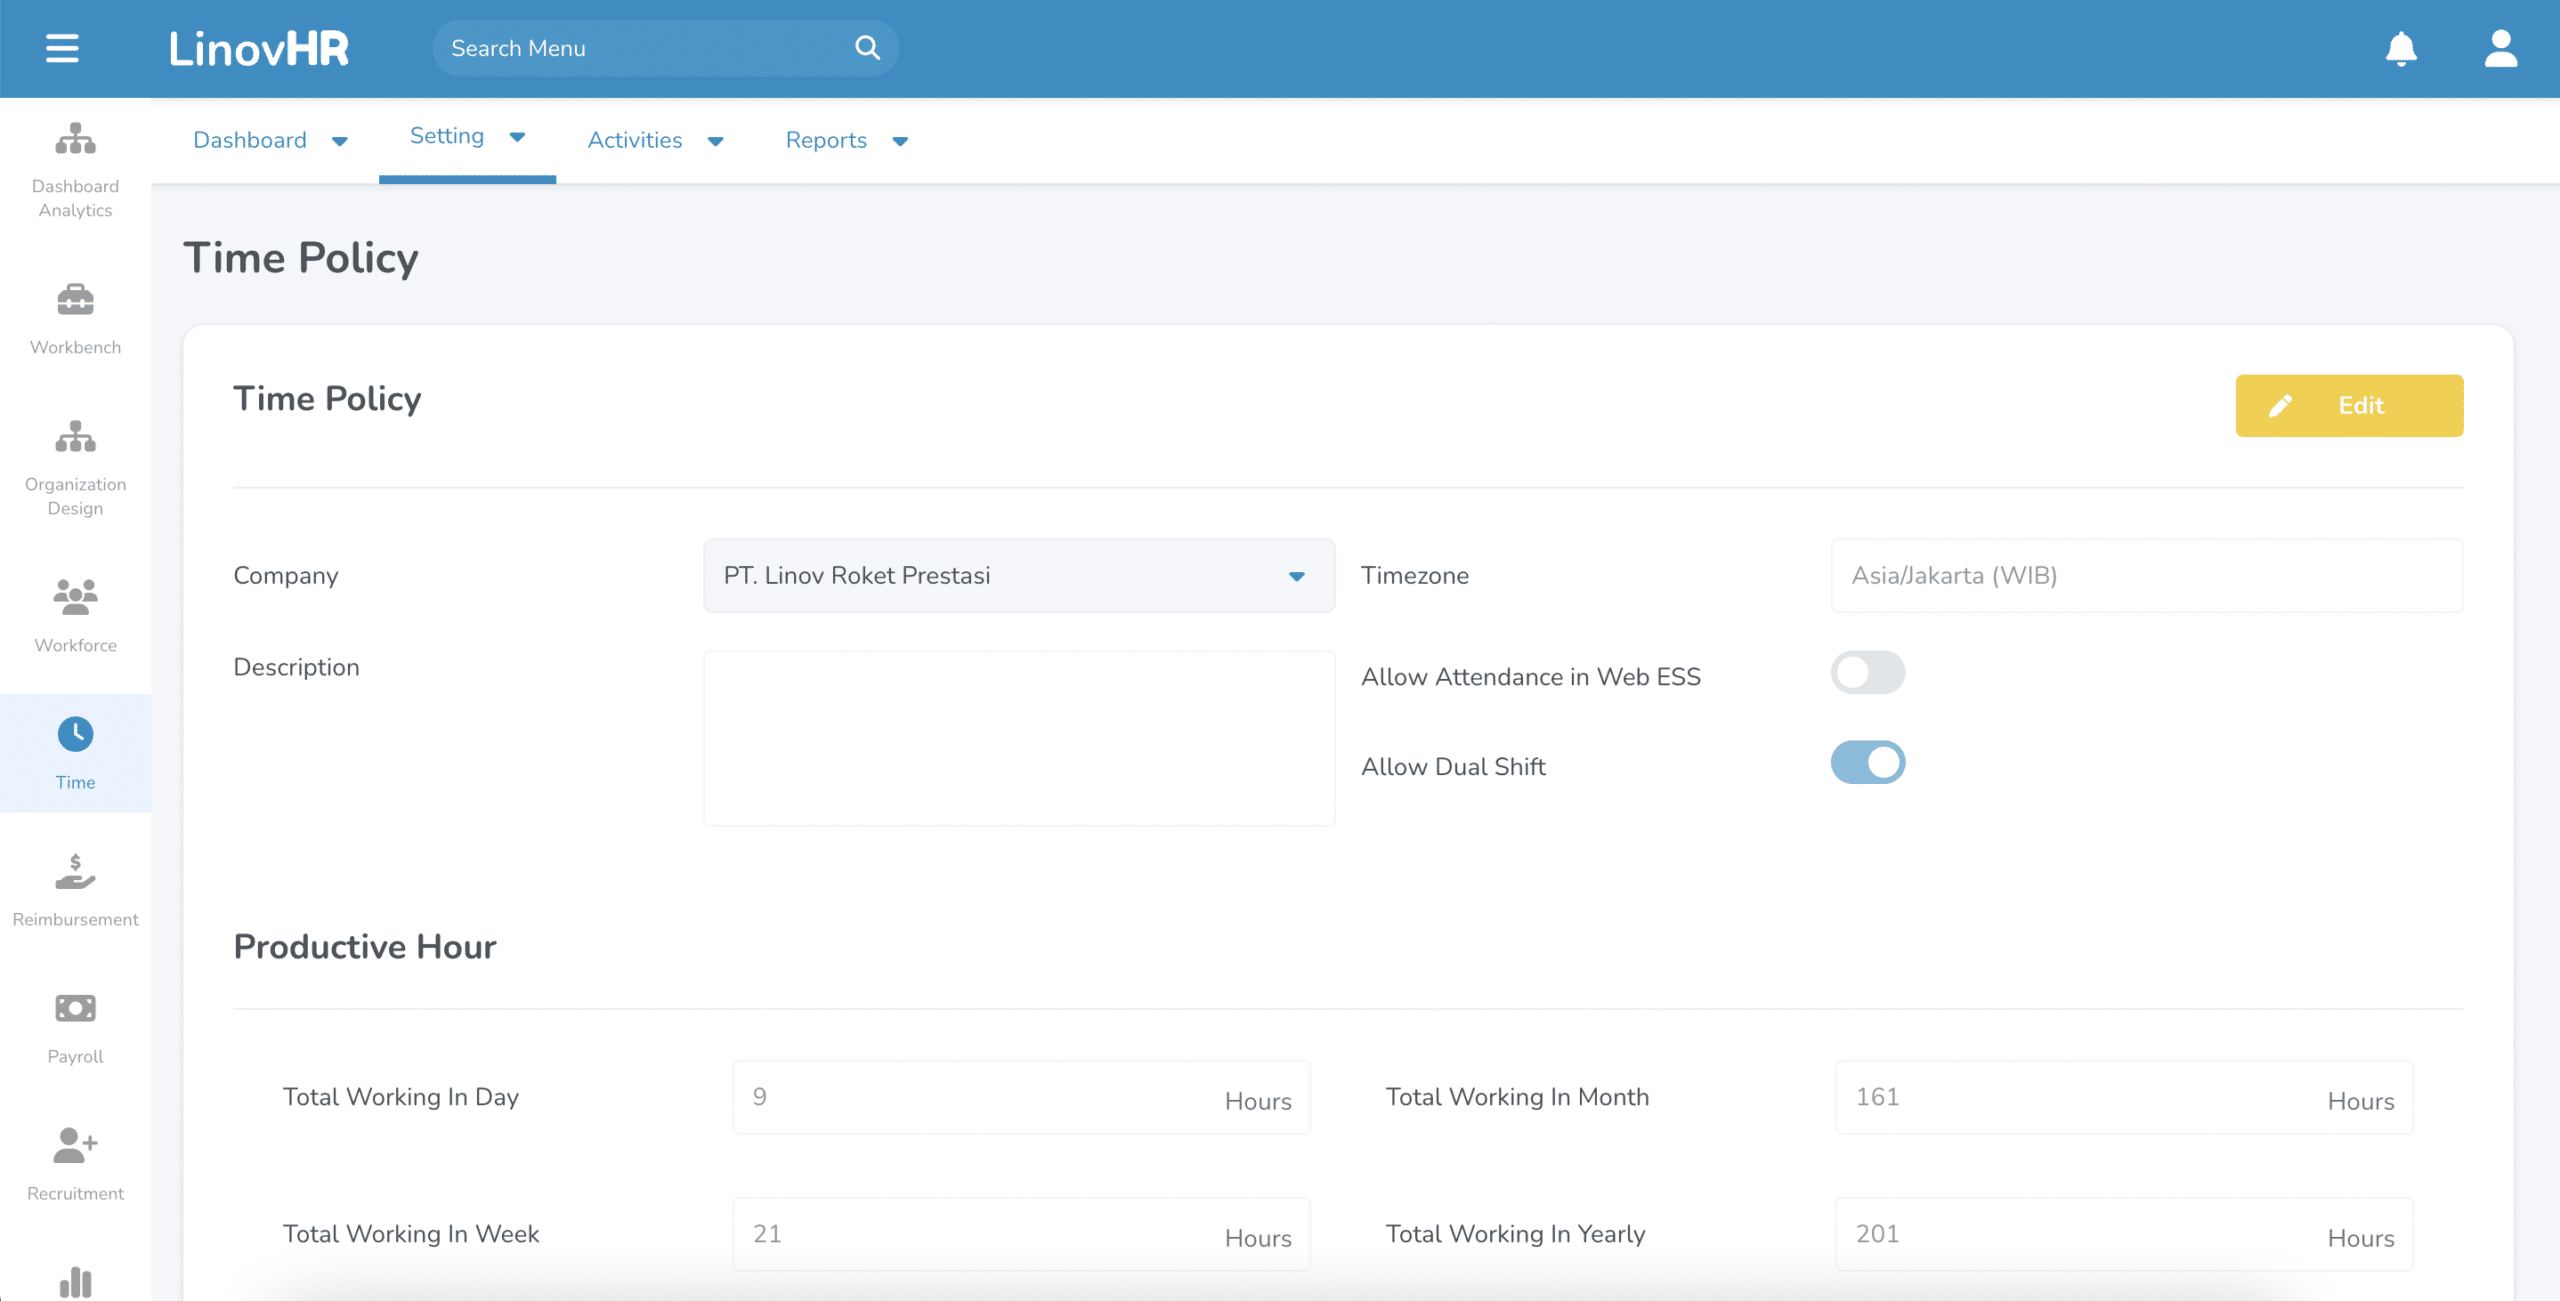 LinovHR
Search Menu
Dashboard
Setting
Activities
Reports
Dashboard
Analytics
Workbench
Organization
Design
Workforce
Time
Reimbursement
Payroll
Recruitment
Time Policy
Time Policy
Edit
Company
PT. Linov Roket Prestasi
Timezone
Asia/Jakarta (WIB)
Description
Allow Attendance in Web ESS
Allow Dual Shift
Productive Hour
Total Working In Day
9
Hours
Total Working In Month
161
Hours
Total Working In Week
21
Hours
Total Working In Yearly
201
Hours